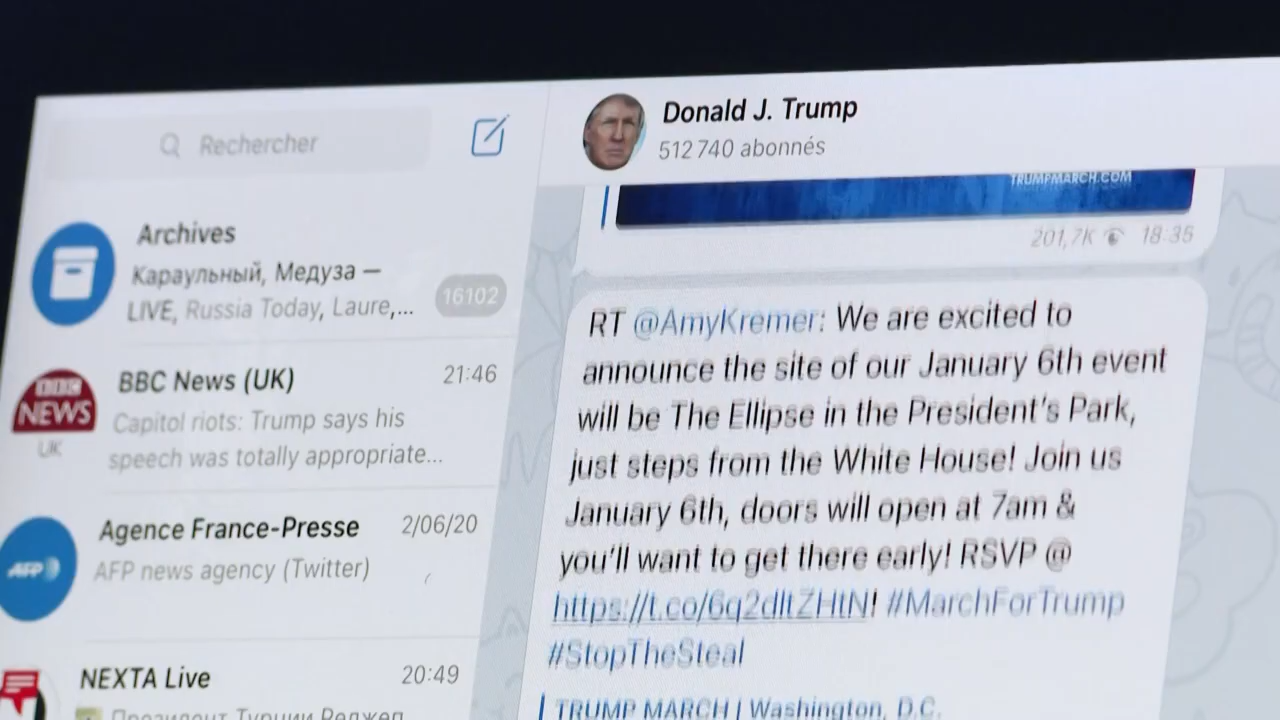 Rechercher
Archives
Караульный, Медуза —
LIVE, Russia Today, Laure,...
16102
BBC NEWS
UK
BBC News (UK)
21:46
Capitol riots: Trump says his
speech was totally appropriate...
AFP
Agence France-Presse
2/06/20
AFP news agency (Twitter)
NEXTA Live
20:49
Президент Турции Реджеп
Donald J. Trump
512 740 abonnés
TRUMPMARCH.COM
201,7K 18:35
RT @AmyKremer: We are excited to
announce the site of our January 6th event
will be The Ellipse in the President's Park,
just steps from the White House! Join us
January 6th, doors will open at 7am &
you'll want to get there early! RSVP @
https://t.co/6q2dltZHtN! #MarchForTrump
#StopTheSteal
TRUMP MARCH | Washington, D.C.